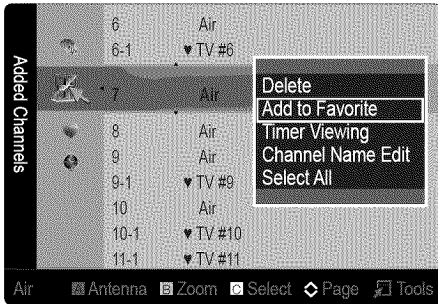 Added Channels
6 Air
6-1 ♥ TV #6
7 Air
8 Air
9 Air
9-1 ♥ TV #9
10 Air
10-1 ♥ TV #10
11-1 ♥ TV #11
Delete
Add to Favorite
Timer Viewing
Channel Name Edit
Select All
Air A Antenna B Zoom C Select Page Tools